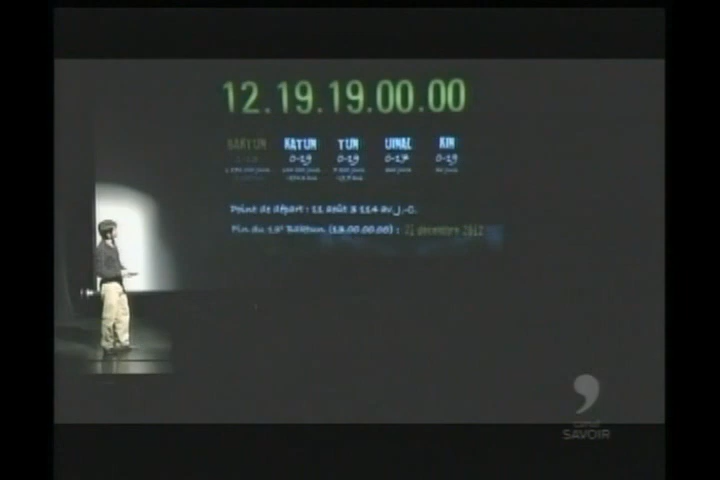 12.19.19.00.00
BAKTUN KATUN TUN UINAL KIN
0-19 0-19 0-17 0-19
Point de départ : 11 août 3 114 av. J.-C.
Fin du 13e Baktun (13.00.00.00) : 21 décembre 2012
canal
SAVOIR